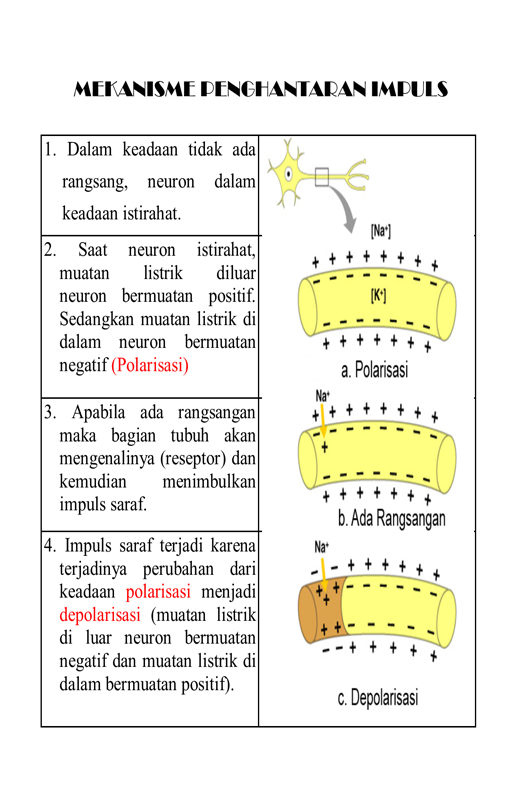 MEKANISME PENGHANTARAN IMPULS
1. Dalam keadaan tidak ada
rangsang, neuron dalam
keadaan istirahat.
2. Saat neuron istirahat,
muatan listrik diluar
neuron bermuatan positif.
Sedangkan muatan listrik di
dalam neuron bermuatan
negatif (Polarisasi)
[Na⁺]
[K⁺]
a. Polarisasi
3. Apabila ada rangsangan
maka bagian tubuh akan
mengenalinya (reseptor) dan
kemudian menimbulkan
impuls saraf.
Na⁺
b. Ada Rangsangan
4. Impuls saraf terjadi karena
terjadinya perubahan dari
keadaan polarisasi menjadi
depolarisasi (muatan listrik
di luar neuron bermuatan
negatif dan muatan listrik di
dalam bermuatan positif).
Na⁺
c. Depolarisasi